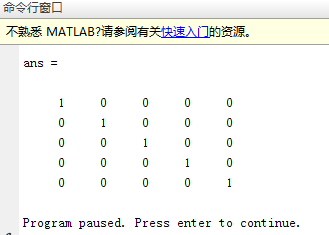 命令行窗口
不熟悉 MATLAB?请参阅有关快速入门的资源。
ans =
1 0 0 0 0
0 1 0 0 0
0 0 1 0 0
0 0 0 1 0
0 0 0 0 1
Program paused. Press enter to continue.